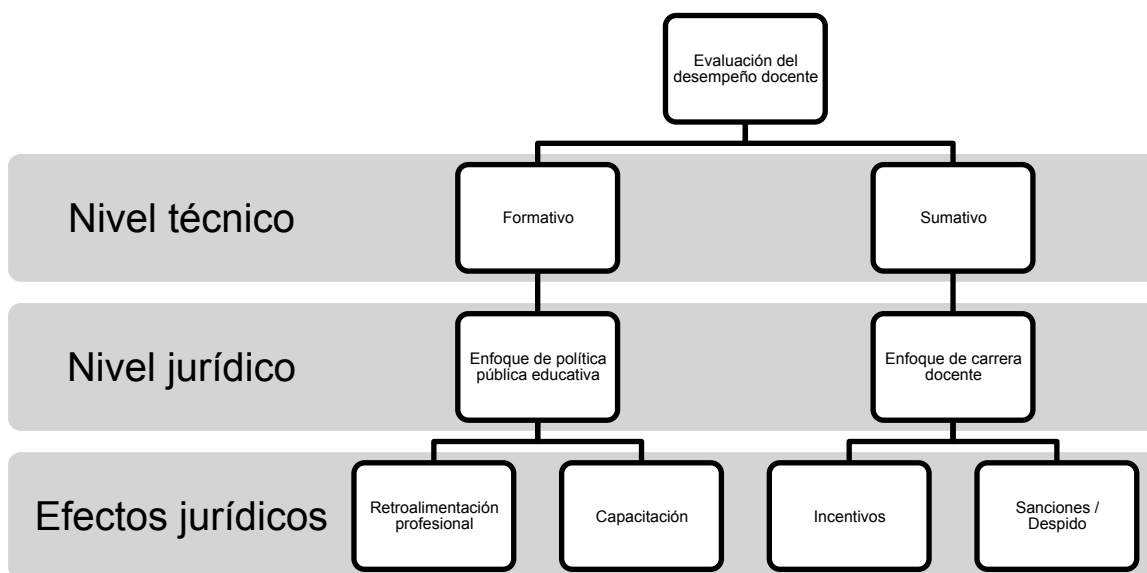 Evaluación del
desempeño docente
Nivel técnico
Formativo
Sumativo
Nivel jurídico
Enfoque de política
pública educativa
Enfoque de carrera
docente
Efectos jurídicos
Retroalimentación
profesional
Capacitación
Incentivos
Sanciones /
Despido